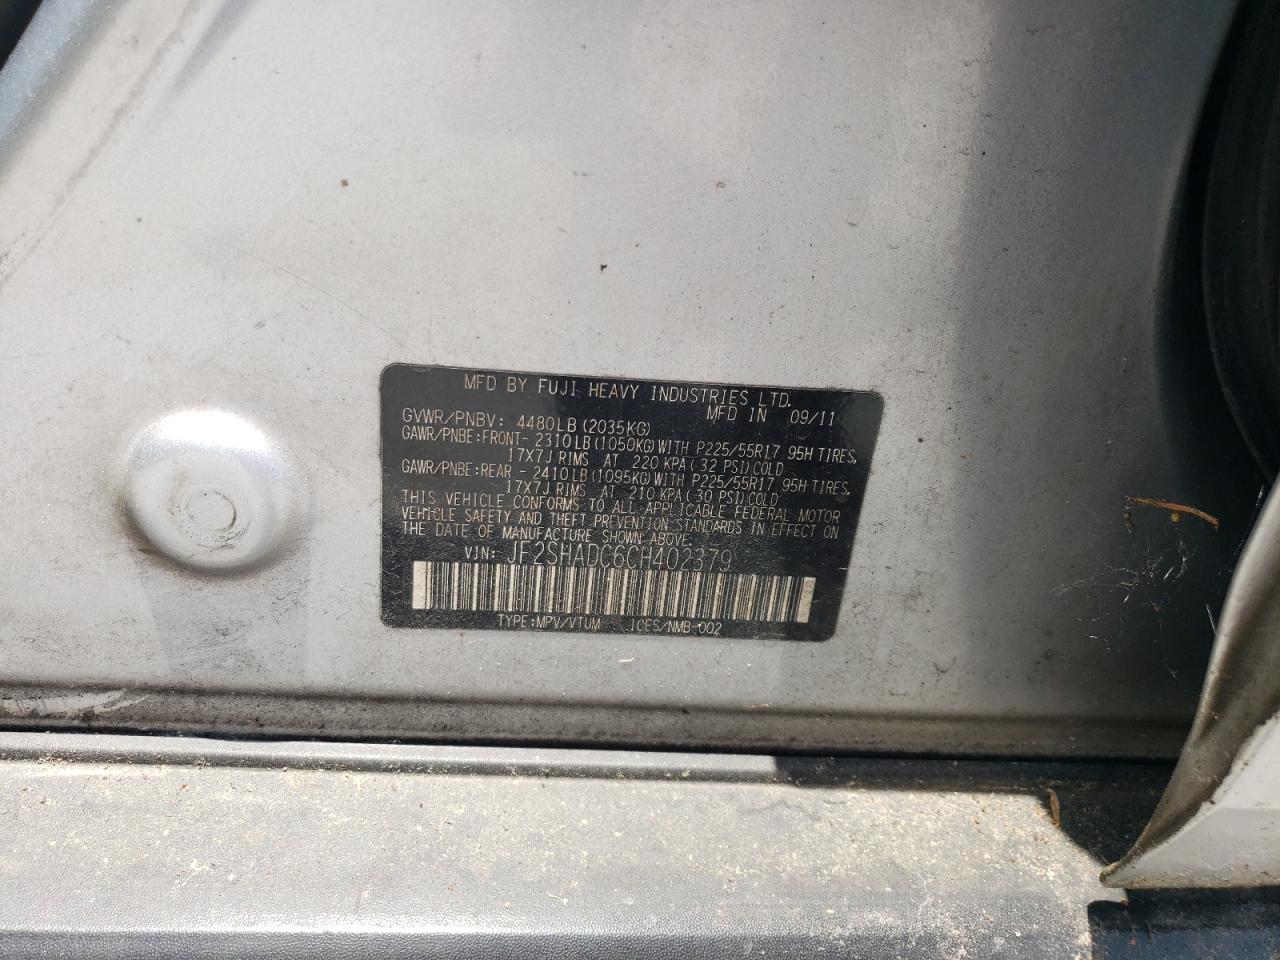 MFD BY FUJI HEAVY INDUSTRIES LTD.
MFD IN 09/11
GVWR/PNBV: 4480LB (2035KG)
GAWR/PNBE:FRONT- 2310LB(1050KG)WITH P225/55R17 95H TIRES,
17X7J RIMS AT 220 KPA(32 PSI)COLD
GAWR/PNBE:REAR - 2410LB(1095KG)WITH P225/55R17 95H TIRES,
17X7J RIMS AT 210 KPA(30 PSI)COLD
THIS VEHICLE CONFORMS TO ALL APPLICABLE FEDERAL MOTOR
VEHICLE SAFETY AND THEFT PREVENTION STANDARDS IN EFFECT ON
THE DATE OF MANUFACTURE SHOWN ABOVE.
VIN: JF2SHADC6CH402379
TYPE:MPV/VTUM ICES/NMB-002